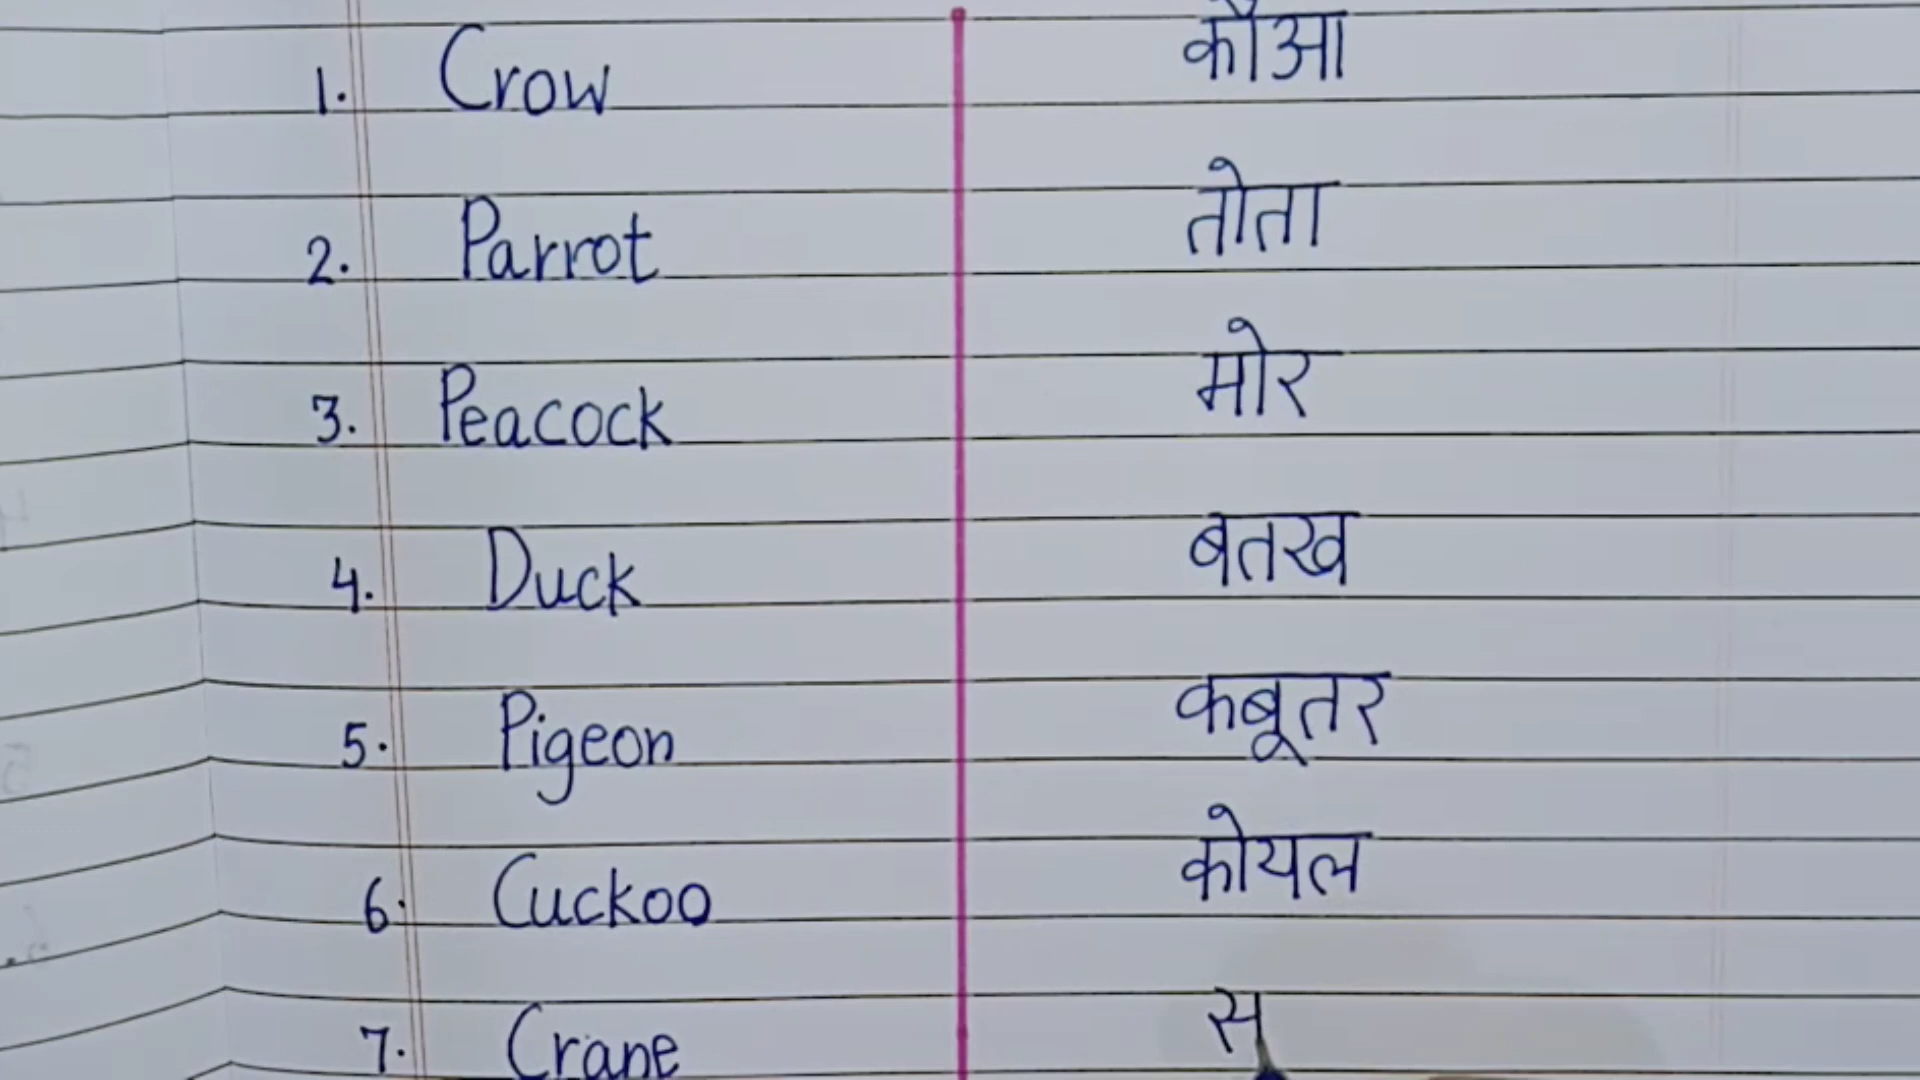 1. Crow कौआ
2. Parrot तोता
3. Peacock मोर
4. Duck बतख
5. Pigeon कबूतर
6. Cuckoo कोयल
7. Crane स